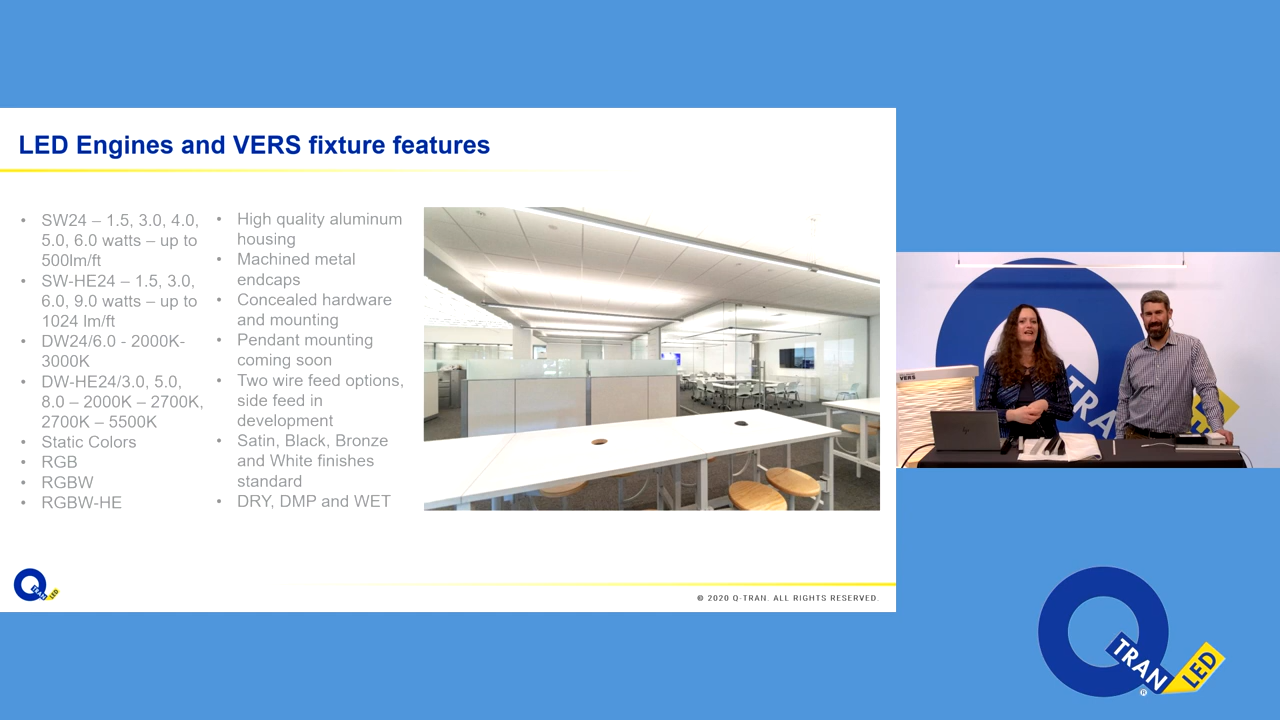 LED Engines and VERS fixture features
• SW24 – 1.5, 3.0, 4.0,
5.0, 6.0 watts – up to
500lm/ft
• SW-HE24 – 1.5, 3.0,
6.0, 9.0 watts – up to
1024 lm/ft
• DW24/6.0 - 2000K-
3000K
• DW-HE24/3.0, 5.0,
8.0 – 2000K – 2700K,
2700K – 5500K
• Static Colors
• RGB
• RGBW
• RGBW-HE
• High quality aluminum
housing
• Machined metal
endcaps
• Concealed hardware
and mounting
• Pendant mounting
coming soon
• Two wire feed options,
side feed in
development
• Satin, Black, Bronze
and White finishes
standard
• DRY, DMP and WET
Q TRAN LED
© 2020 Q-TRAN. ALL RIGHTS RESERVED.
VERS
TRA
Q TRAN LED
®